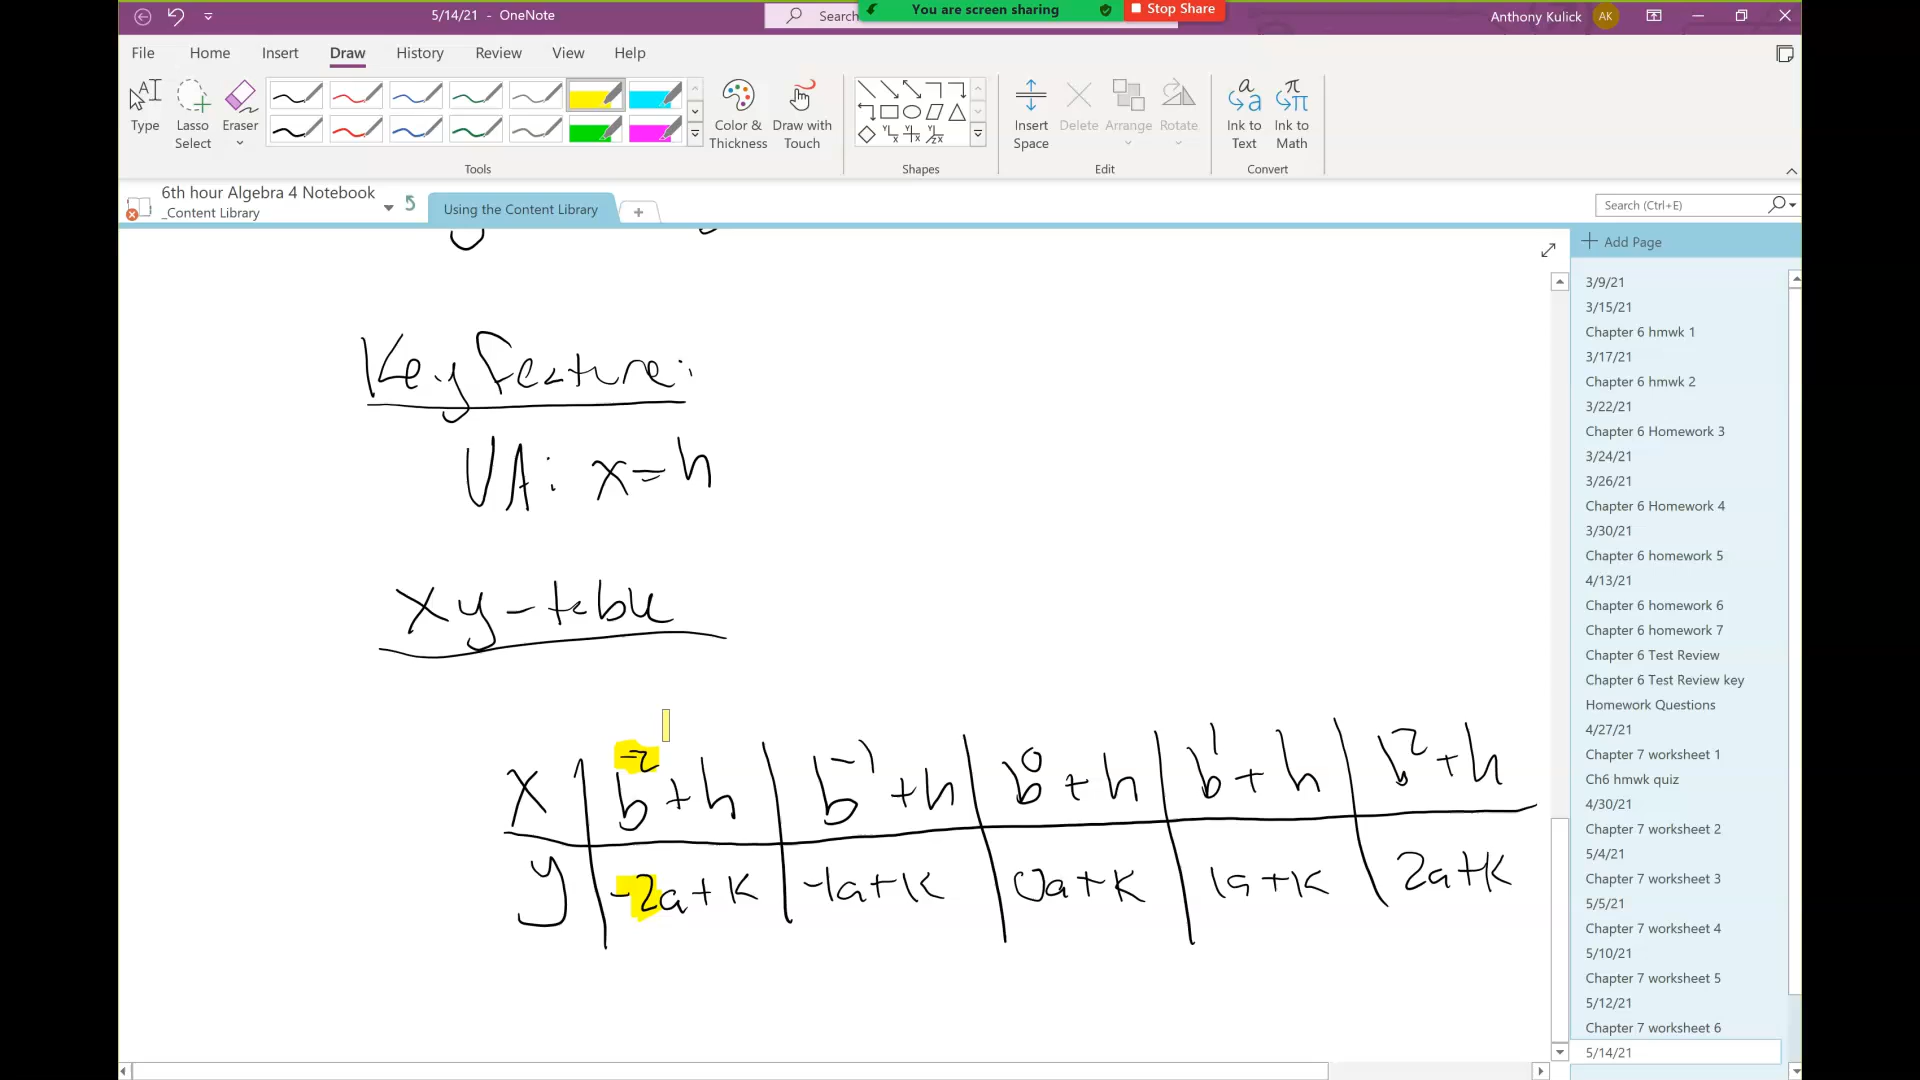 5/14/21 - OneNote
Search
You are screen sharing
Stop Share
Anthony Kulick
AK
File Home Insert Draw History Review View Help
Type
Lasso Select
Eraser
Color & Thickness
Draw with Touch
Insert Space
Delete
Arrange
Rotate
Ink to Text
Ink to Math
Tools
Shapes
Edit
Convert
6th hour Algebra 4 Notebook
_Content Library
Using the Content Library
Search (Ctrl+E)
Add Page
Key Feature:
VA: x=h
xy-table
x | b⁻² + h | b⁻¹ + h | b⁰ + h | b¹ + h | b² + h
y | -2a+k | -1a+k | 0a+k | 1a+k | 2a+k
3/9/21
3/15/21
Chapter 6 hmwk 1
3/17/21
Chapter 6 hmwk 2
3/22/21
Chapter 6 Homework 3
3/24/21
3/26/21
Chapter 6 Homework 4
3/30/21
Chapter 6 homework 5
4/13/21
Chapter 6 homework 6
Chapter 6 homework 7
Chapter 6 Test Review
Chapter 6 Test Review key
Homework Questions
4/27/21
Chapter 7 worksheet 1
Ch6 hmwk quiz
4/30/21
Chapter 7 worksheet 2
5/4/21
Chapter 7 worksheet 3
5/5/21
Chapter 7 worksheet 4
5/10/21
Chapter 7 worksheet 5
5/12/21
Chapter 7 worksheet 6
5/14/21